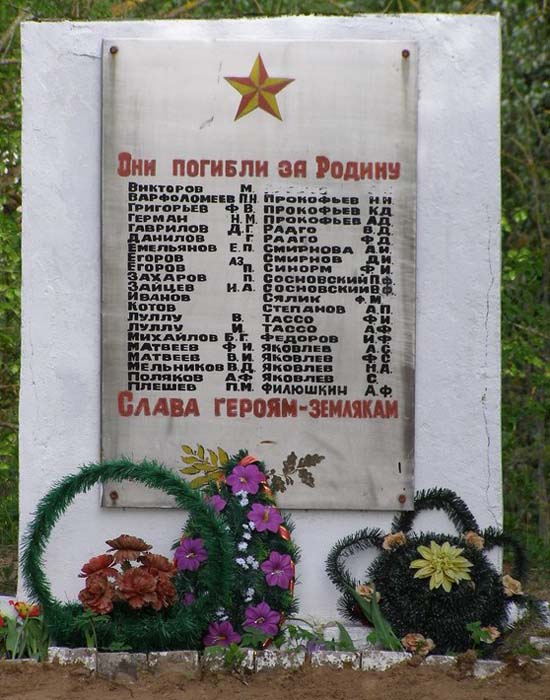 Они погибли за Родину
Викторов М.
Варфоломеев П.Н.
Григорьев Ф.В.
Герман Н.М.
Гаврилов Д.Г.
Данилов Г.
Емельянов Е.П.
Егоров АЗ.
Егоров П.
Захаров П.
Зайцев Н.А.
Иванов
Котов
Луллу В.
Луллу И.
Михайлов Б.Г.
Матвеев Ф.И.
Матвеев В.И.
Мельников В.Д.
Поляков А.Ф.
Плешев П.М.
Прокофьев Н.Н.
Прокофьев К.Д.
Прокофьев А.Д.
Рааго В.Д.
Рааго Ф.Д.
Смирнова А.И.
Смирнов Д.И
Синорм Ф.И.
Сосновский П.Ф.
Сосновский В.Ф.
Сялик Ф.И.
Степанов А.П.
Тассо Ф.И.
Тассо А.Ф.
Федоров И.Ф.
Яковлев А.С.
Яковлев Ф.С.
Яковлев Н.А.
Яковлев С.
Филюшкин А.Ф.
Слава героям-землякам